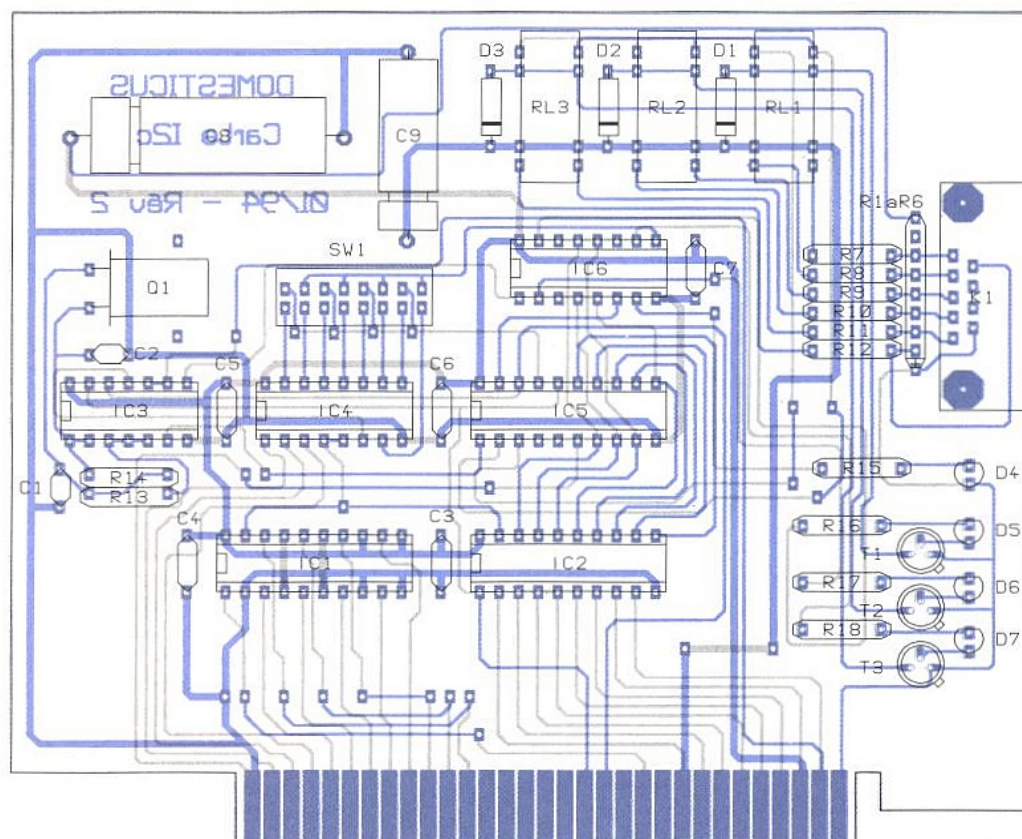 D3
D2
D1
DOMESTICUS
RL3
RL2
RL1
C8
Carte I2c
C9
01/94 - Rev 2
R1aR6
SW1
R7
IC6
C7
R8
Q1
R9
K1
R10
R11
C2
R12
C5
C6
IC3
IC4
IC5
R14
R15
D4
C1
R13
C4
C3
R16
D5
T1
IC1
IC2
R17
D6
T2
R18
D7
T3